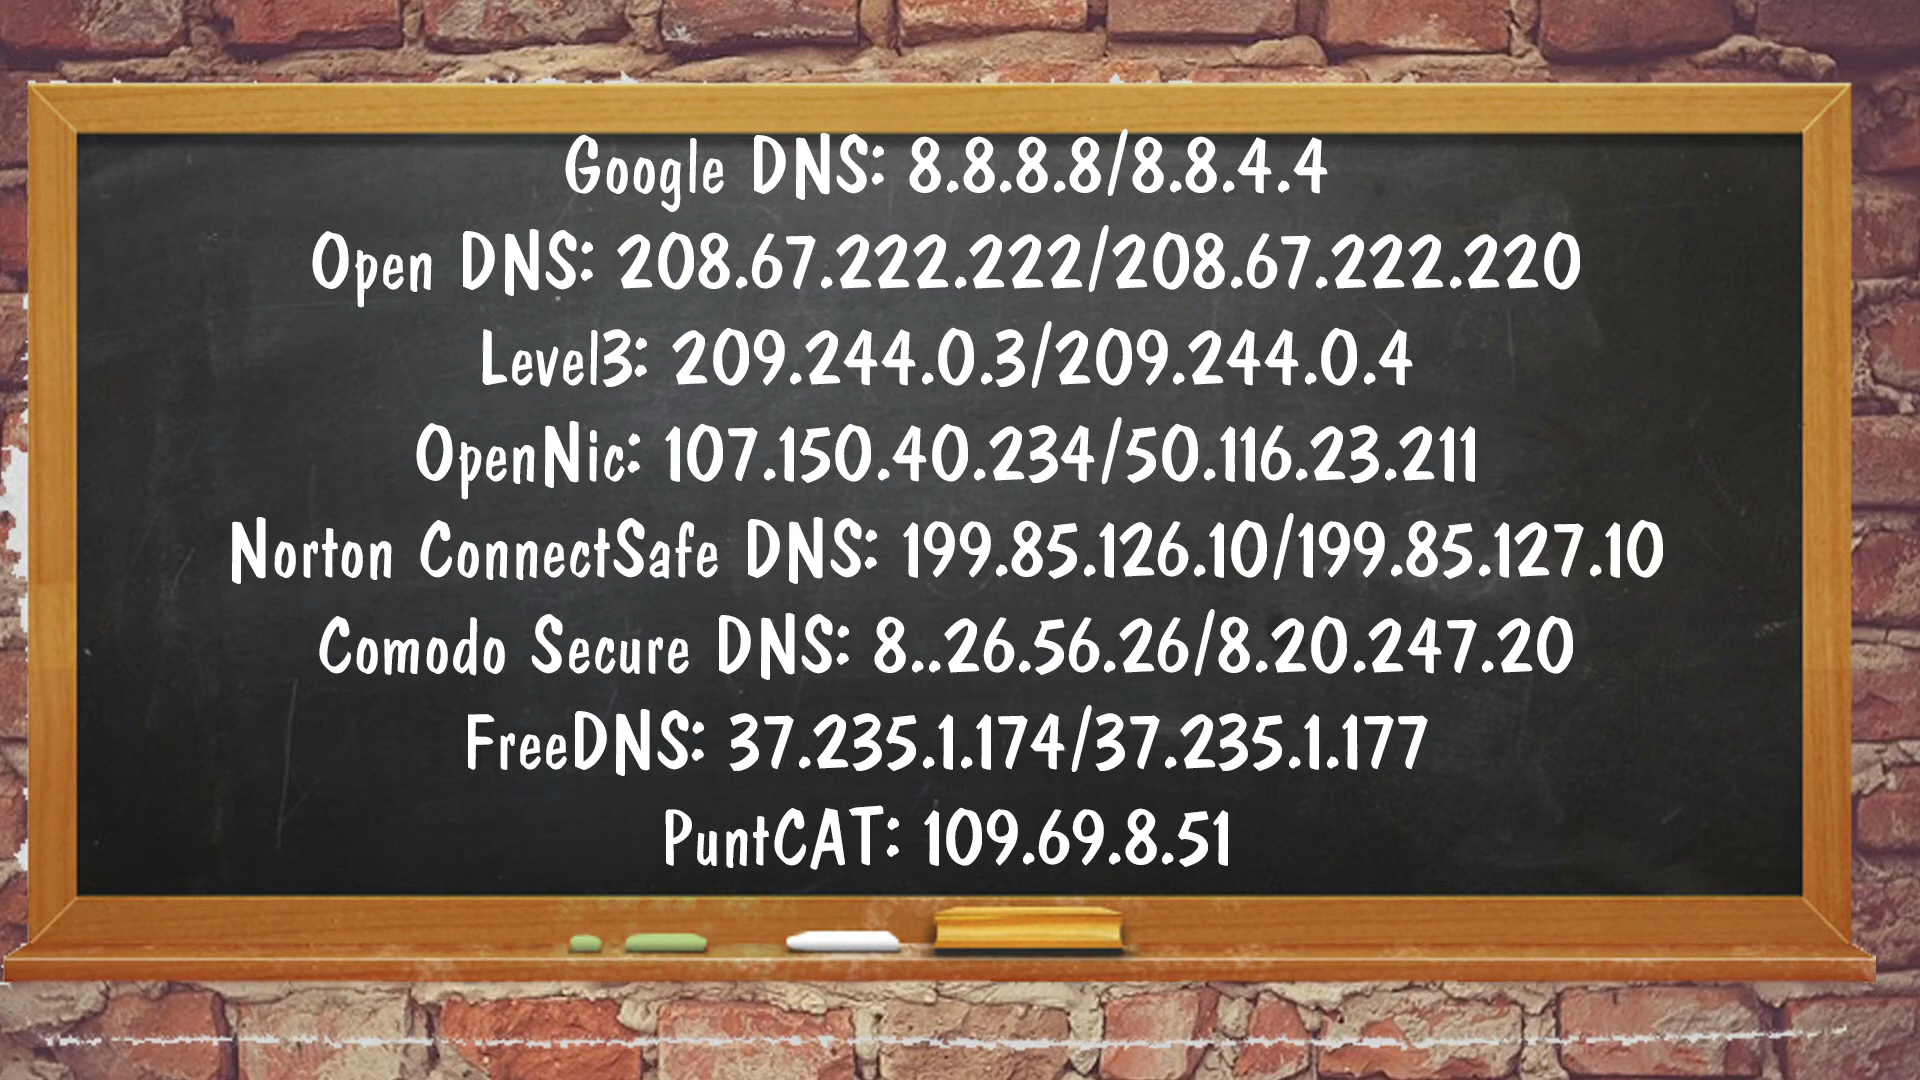 Google DNS: 8.8.8.8/8.8.4.4
Open DNS: 208.67.222.222/208.67.222.220
Level3: 209.244.0.3/209.244.0.4
OpenNic: 107.150.40.234/50.116.23.211
Norton ConnectSafe DNS: 199.85.126.10/199.85.127.10
Comodo Secure DNS: 8..26.56.26/8.20.247.20
FreeDNS: 37.235.1.174/37.235.1.177
PuntCAT: 109.69.8.51